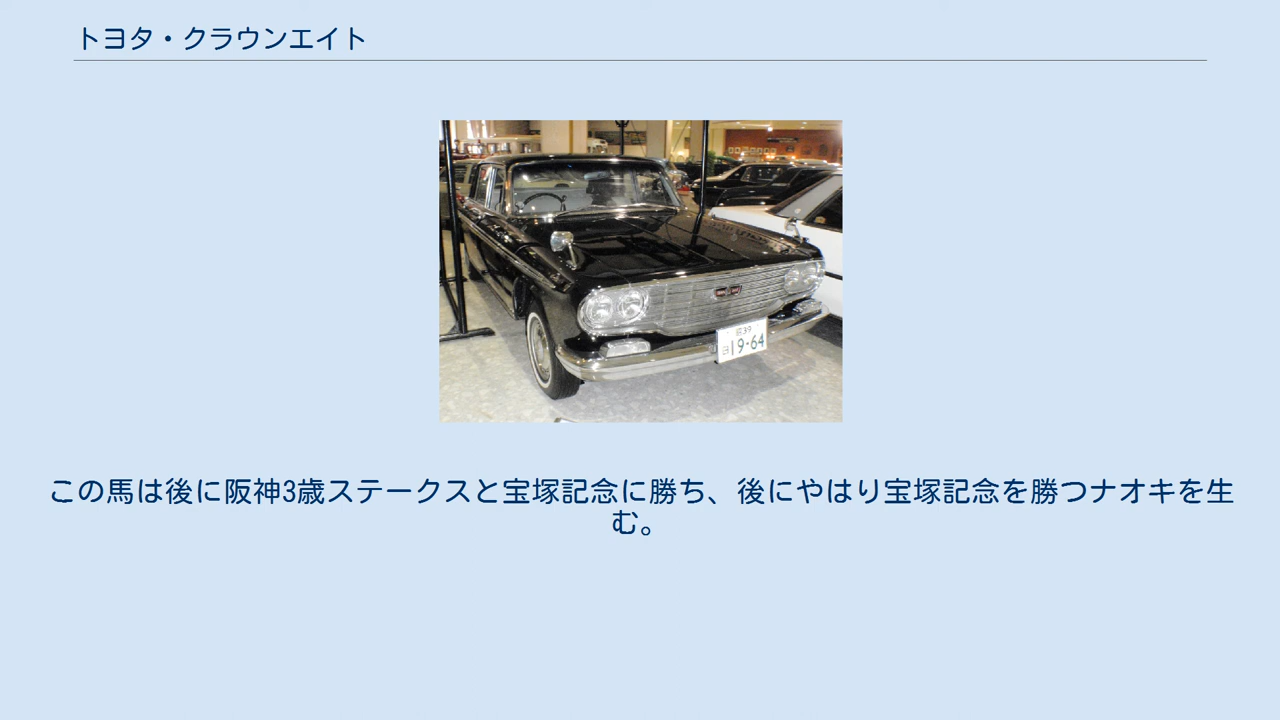 トヨタ・クラウンエイト
19-64
この馬は後に阪神3歳ステークスと宝塚記念に勝ち、後にやはり宝塚記念を勝つナオキを生
む。